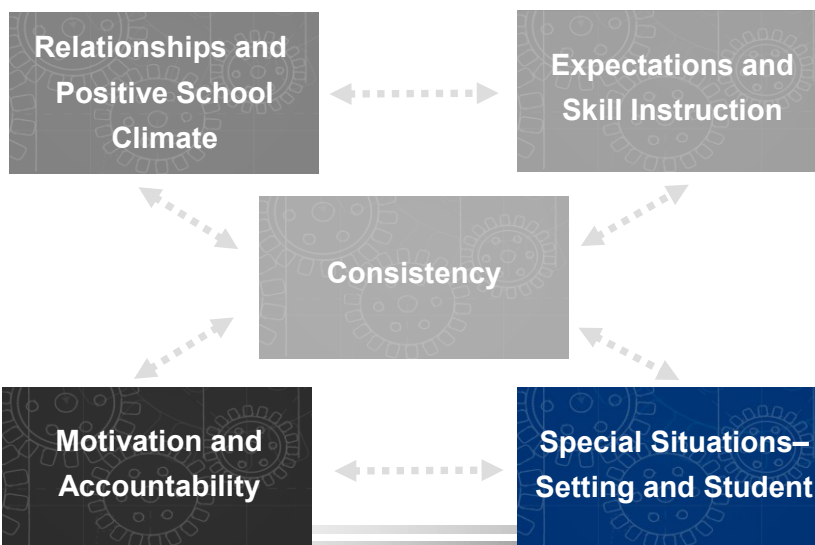 Relationships and
Positive School
Climate
Expectations and
Skill Instruction
Consistency
Motivation and
Accountability
Special Situations–
Setting and Student